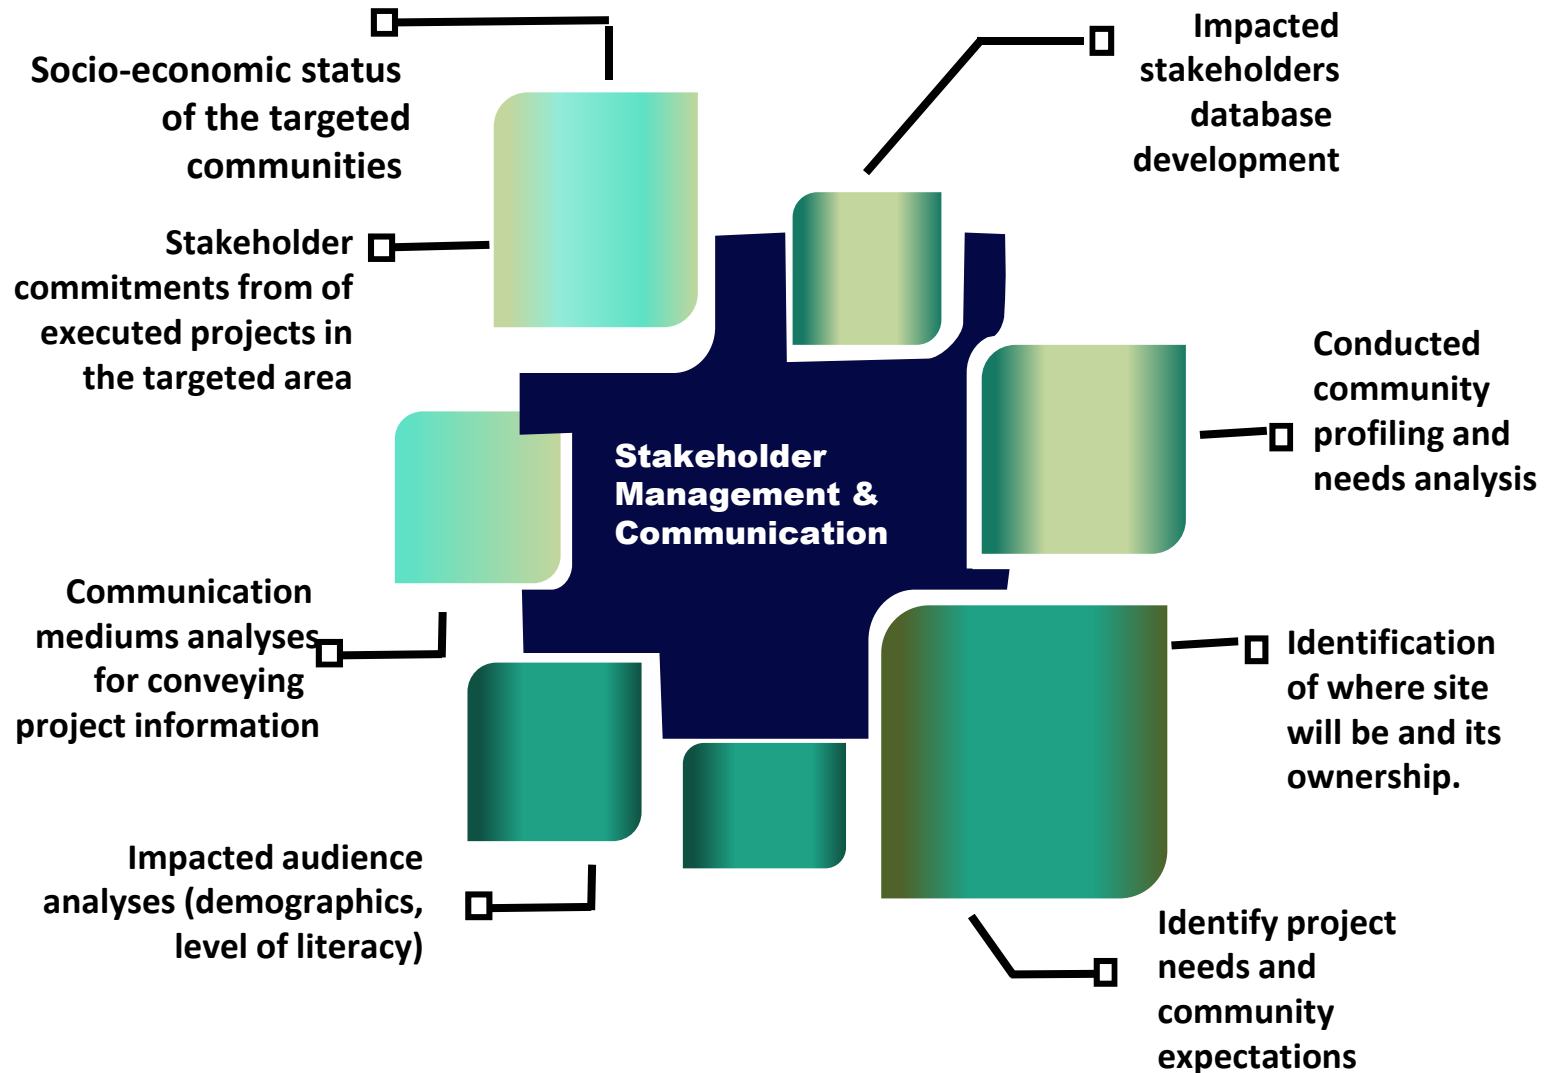 Socio-economic status
of the targeted
communities
Stakeholder
commitments from of
executed projects in
the targeted area
Communication
mediums analyses
for conveying
project information
Impacted audience
analyses (demographics,
level of literacy)
Stakeholder
Management &
Communication
Impacted
stakeholders
database
development
Conducted
community
profiling and
needs analysis
Identification
of where site
will be and its
ownership.
Identify project
needs and
community
expectations